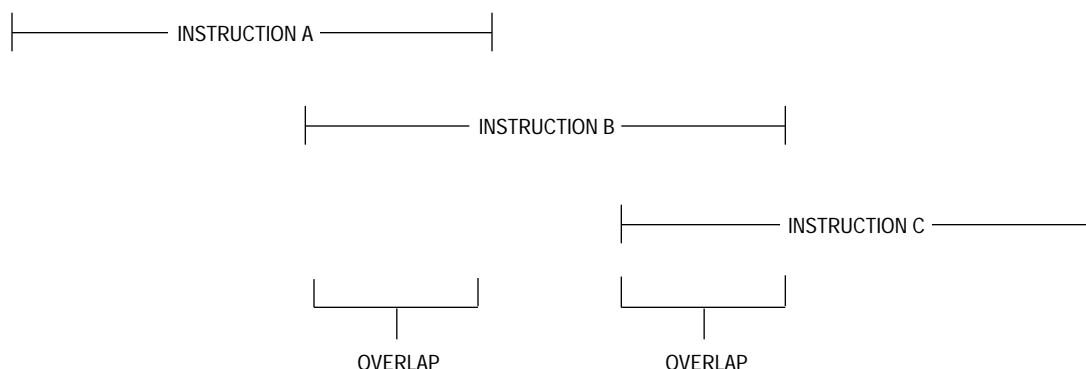 INSTRUCTION A
INSTRUCTION B
INSTRUCTION C
OVERLAP
OVERLAP